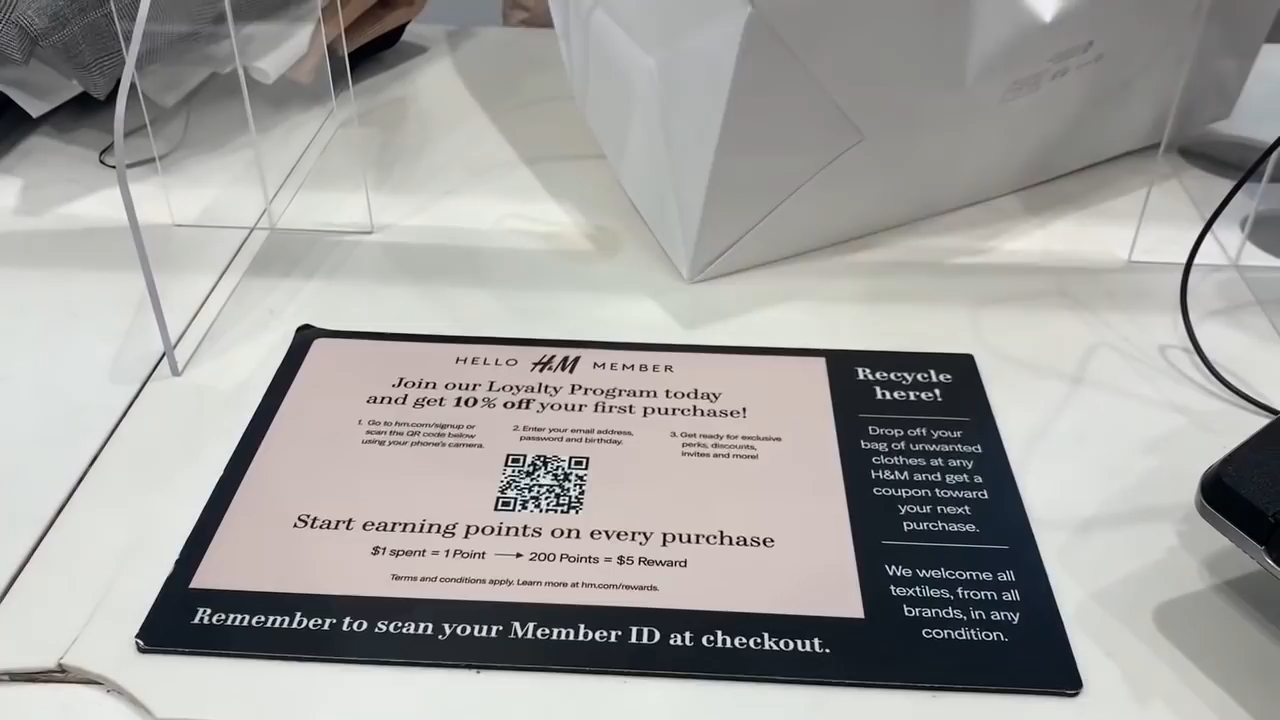 HELLO H&M MEMBER
Join our Loyalty Program today
and get 10% off your first purchase!
1. Go to hm.com/signup or
scan the QR code below
using your phone's camera.
2. Enter your email address,
password and birthday.
3. Get ready for exclusive
perks, discounts,
invites and more!
Start earning points on every purchase
$1 spent = 1 Point → 200 Points = $5 Reward
Terms and conditions apply. Learn more at hm.com/rewards.
Remember to scan your Member ID at checkout.
Recycle
here!
Drop off your
bag of unwanted
clothes at any
H&M and get a
coupon toward
your next
purchase.
We welcome all
textiles, from all
brands, in any
condition.